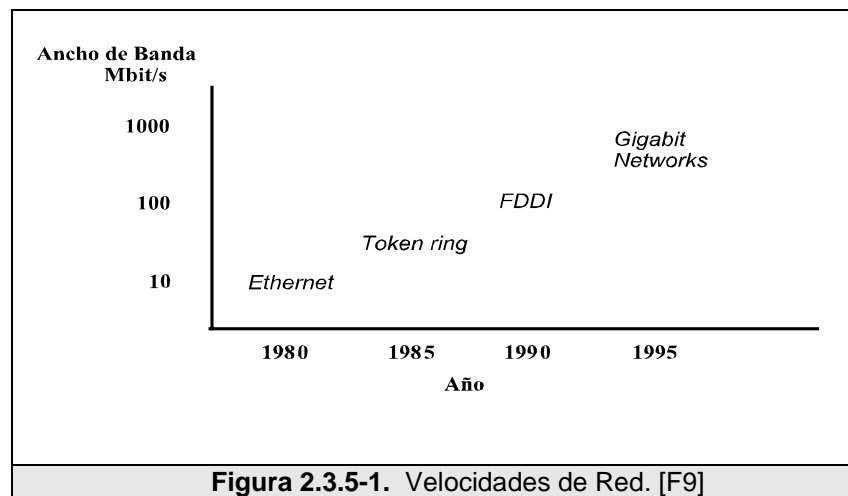 Ancho de Banda
Mbit/s
1000
Gigabit
Networks
100
FDDI
Token ring
10
Ethernet
1980
1985
1990
1995
Año
Figura 2.3.5-1. Velocidades de Red. [F9]